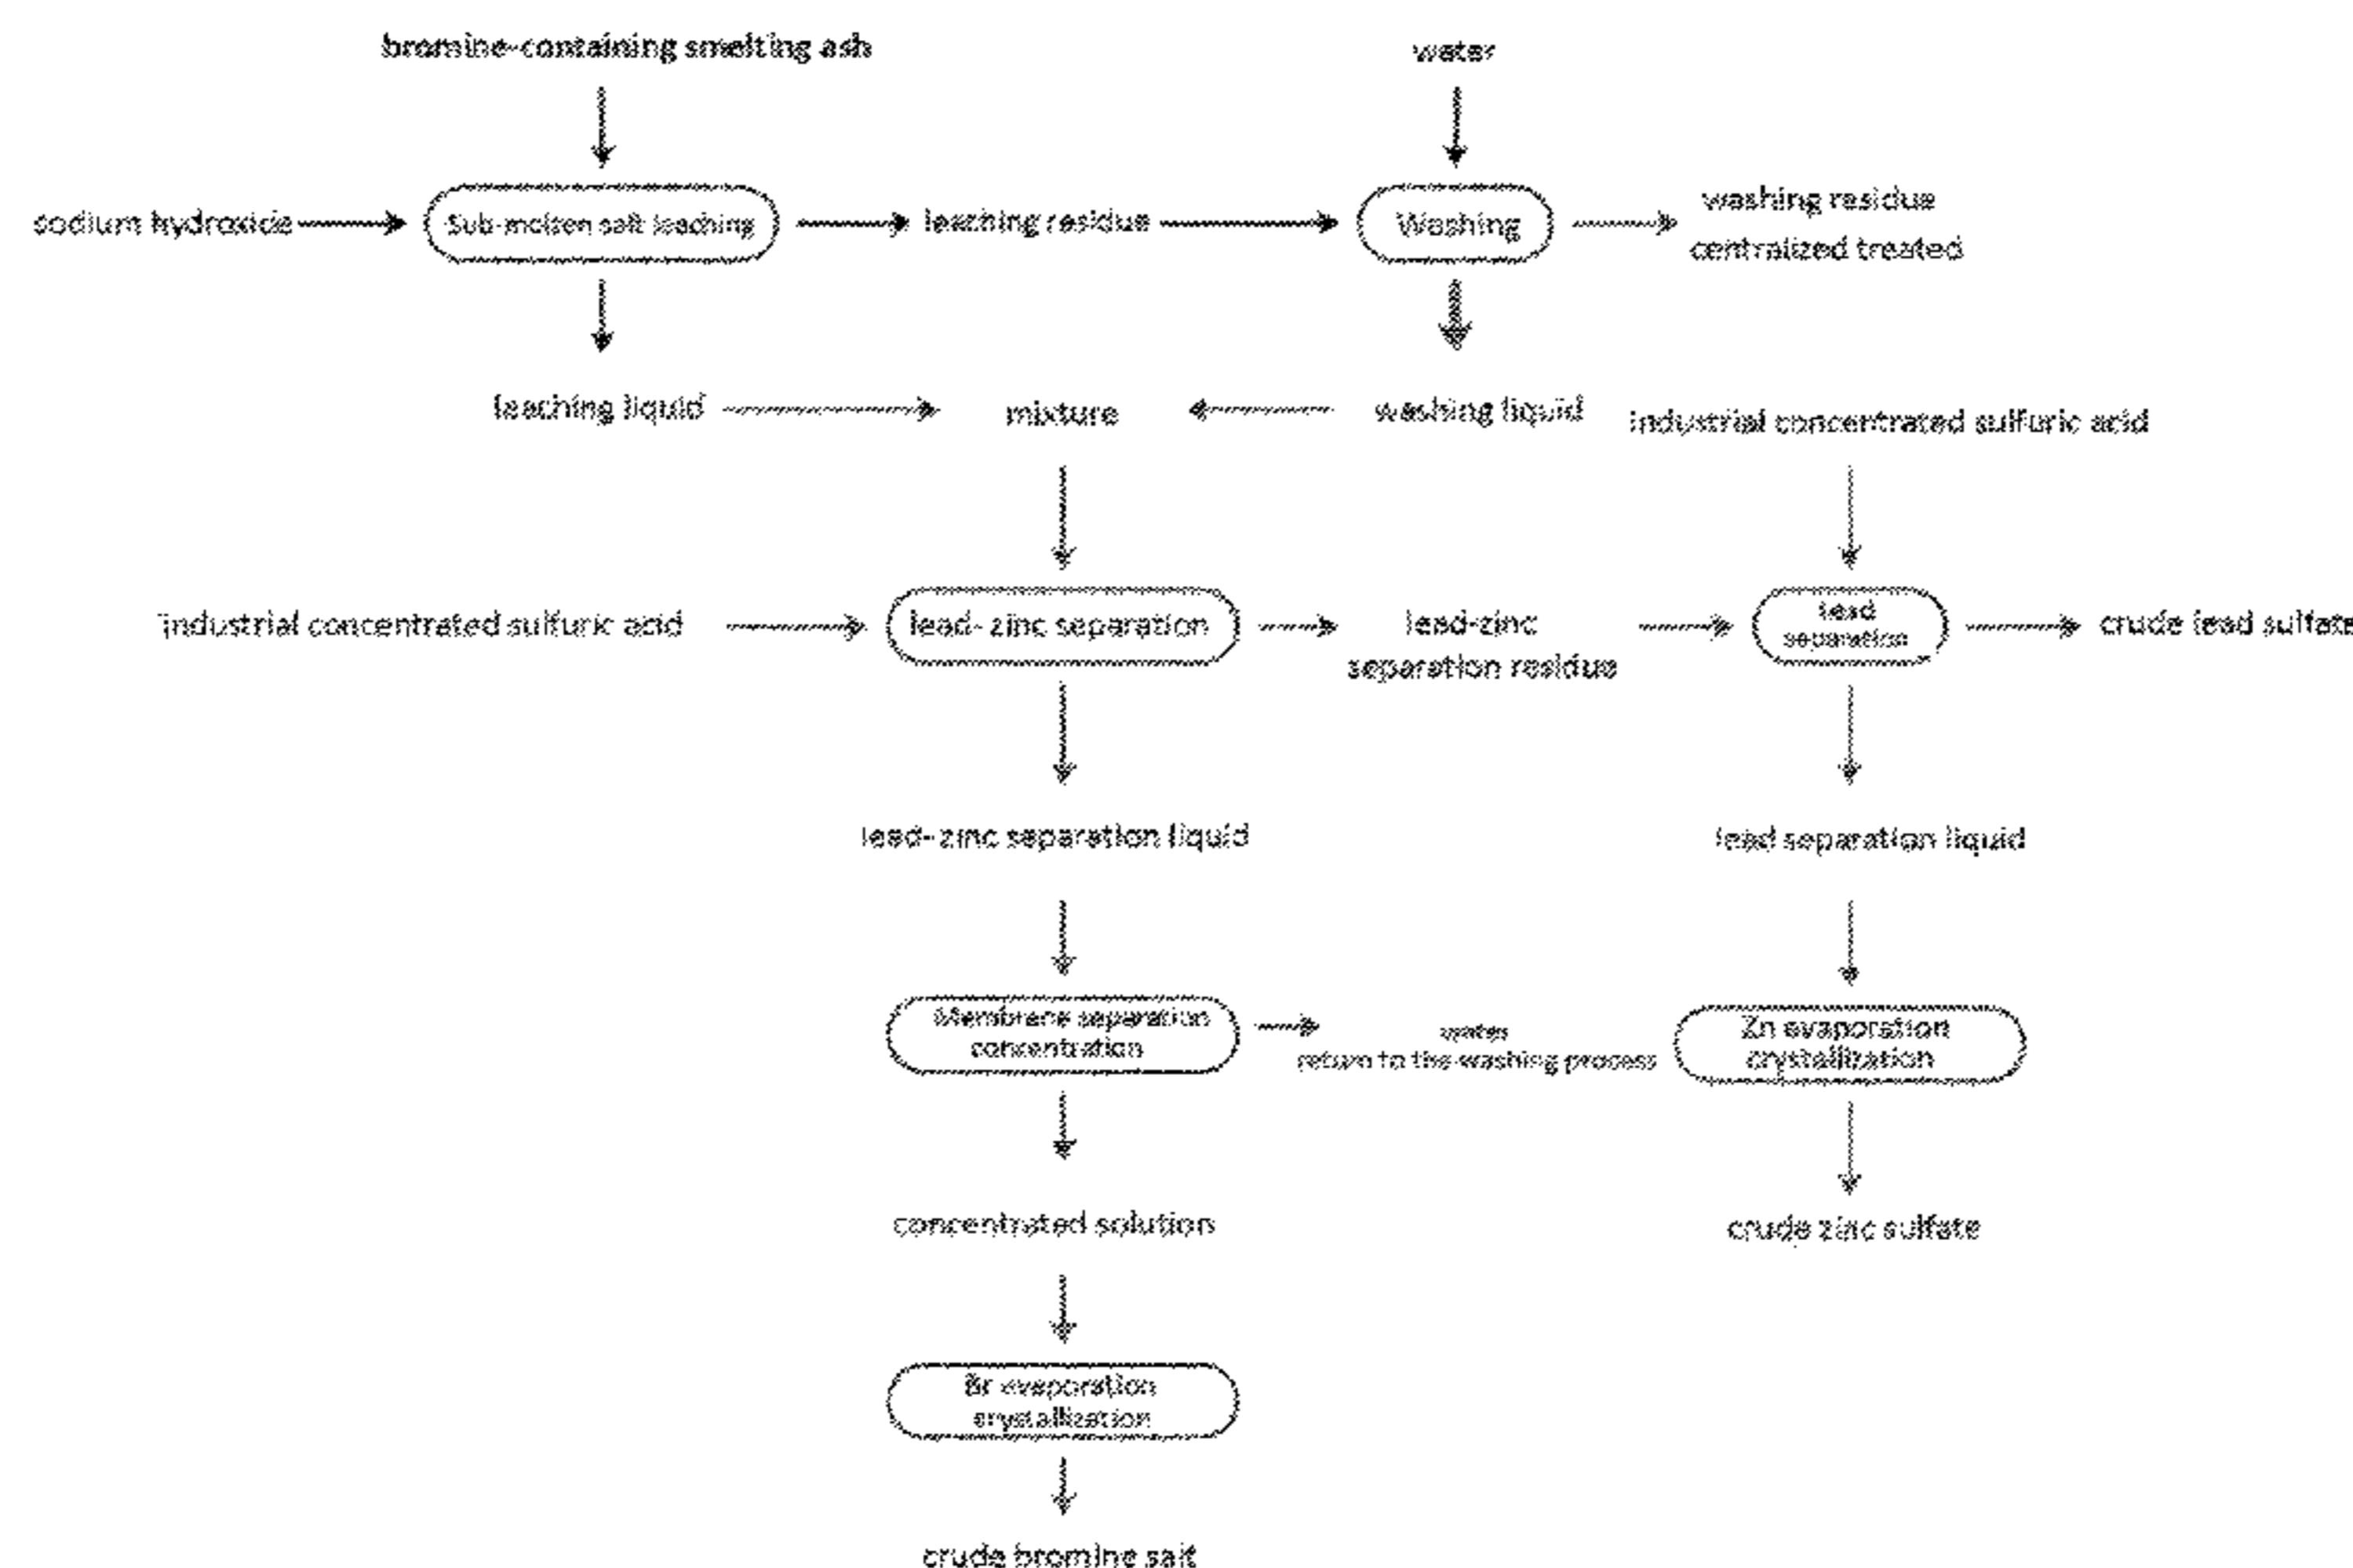 bromine-containing smelting ash
water
sodium hydroxide
Sub-molten salt leaching
leaching residue
Washing
washing residue
centralized treated
leaching liquid
mixture
washing liquid
industrial concentrated sulfuric acid
industrial concentrated sulfuric acid
lead- zinc separation
lead-zinc
separation residue
lead
separation
crude lead sulfate
lead- zinc separation liquid
lead separation liquid
Membrane separation
concentration
water
return to the washing process
Zn evaporation
crystallization
concentrated solution
crude zinc sulfate
Br evaporation
crystallization
crude bromine salt